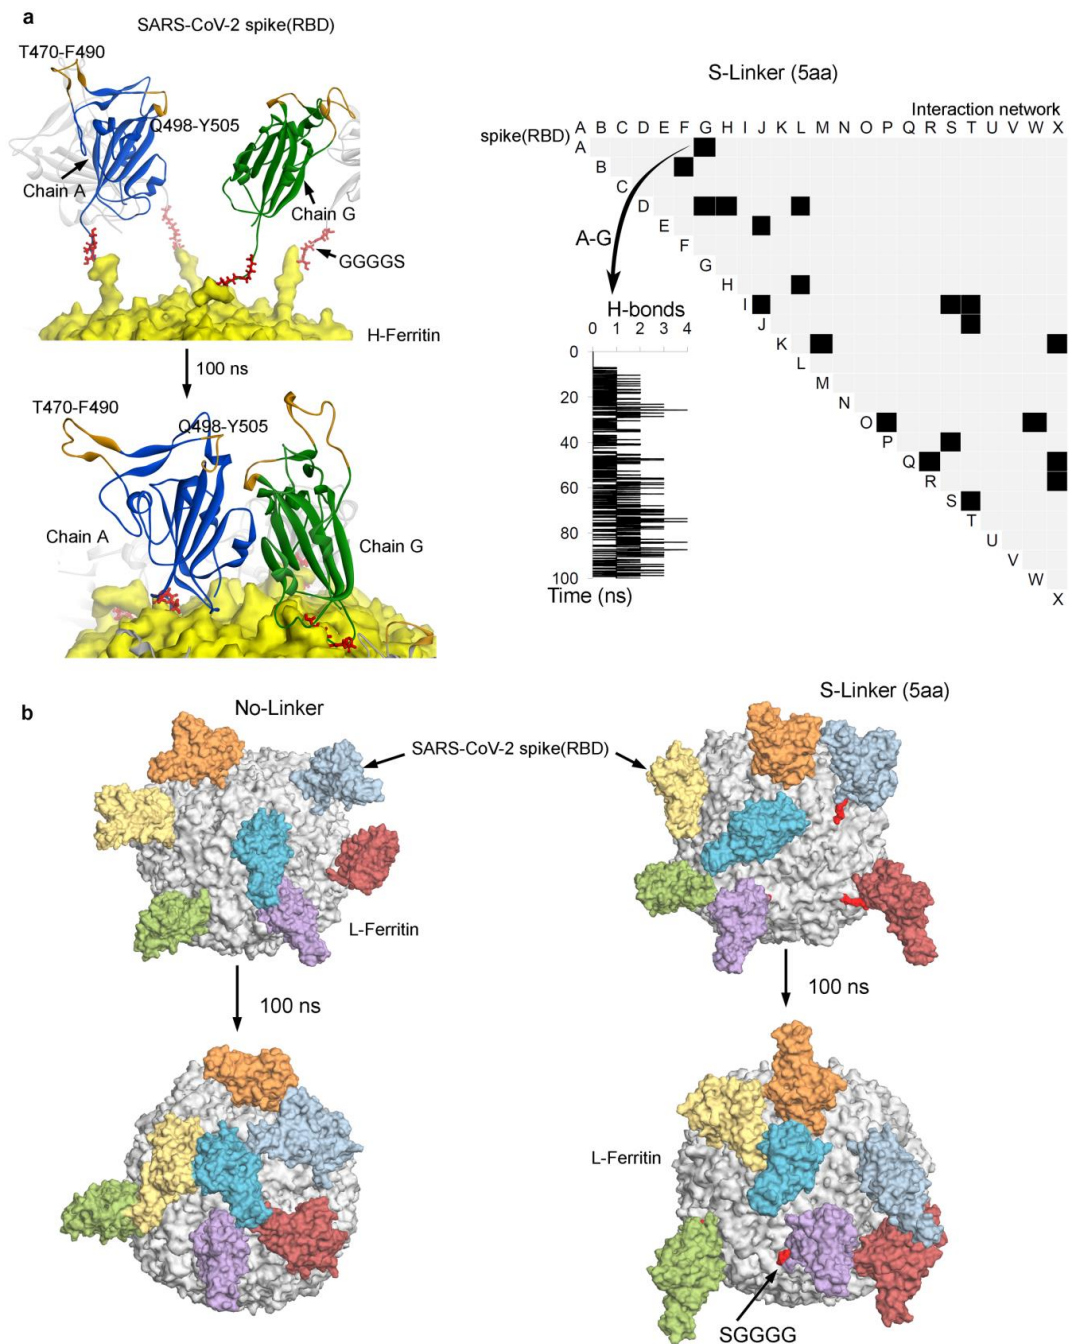 a
SARS-CoV-2 spike(RBD)
T470-F490
Q498-Y505
Chain A
Chain G
GGGGS
H-Ferritin
100 ns
T470-F490
Q498-Y505
Chain A
Chain G
S-Linker (5aa)
Interaction network
spike(RBD)
A B C D E F G H I J K L M N O P Q R S T U V W X
A
B
C
D
E
F
G
H
I
J
K
L
M
N
O
P
Q
R
S
T
U
V
W
X
A-G
H-bonds
0 1 2 3 4
0
20
40
60
80
100
Time (ns)
b
No-Linker
S-Linker (5aa)
SARS-CoV-2 spike(RBD)
L-Ferritin
100 ns
100 ns
L-Ferritin
SGGGG